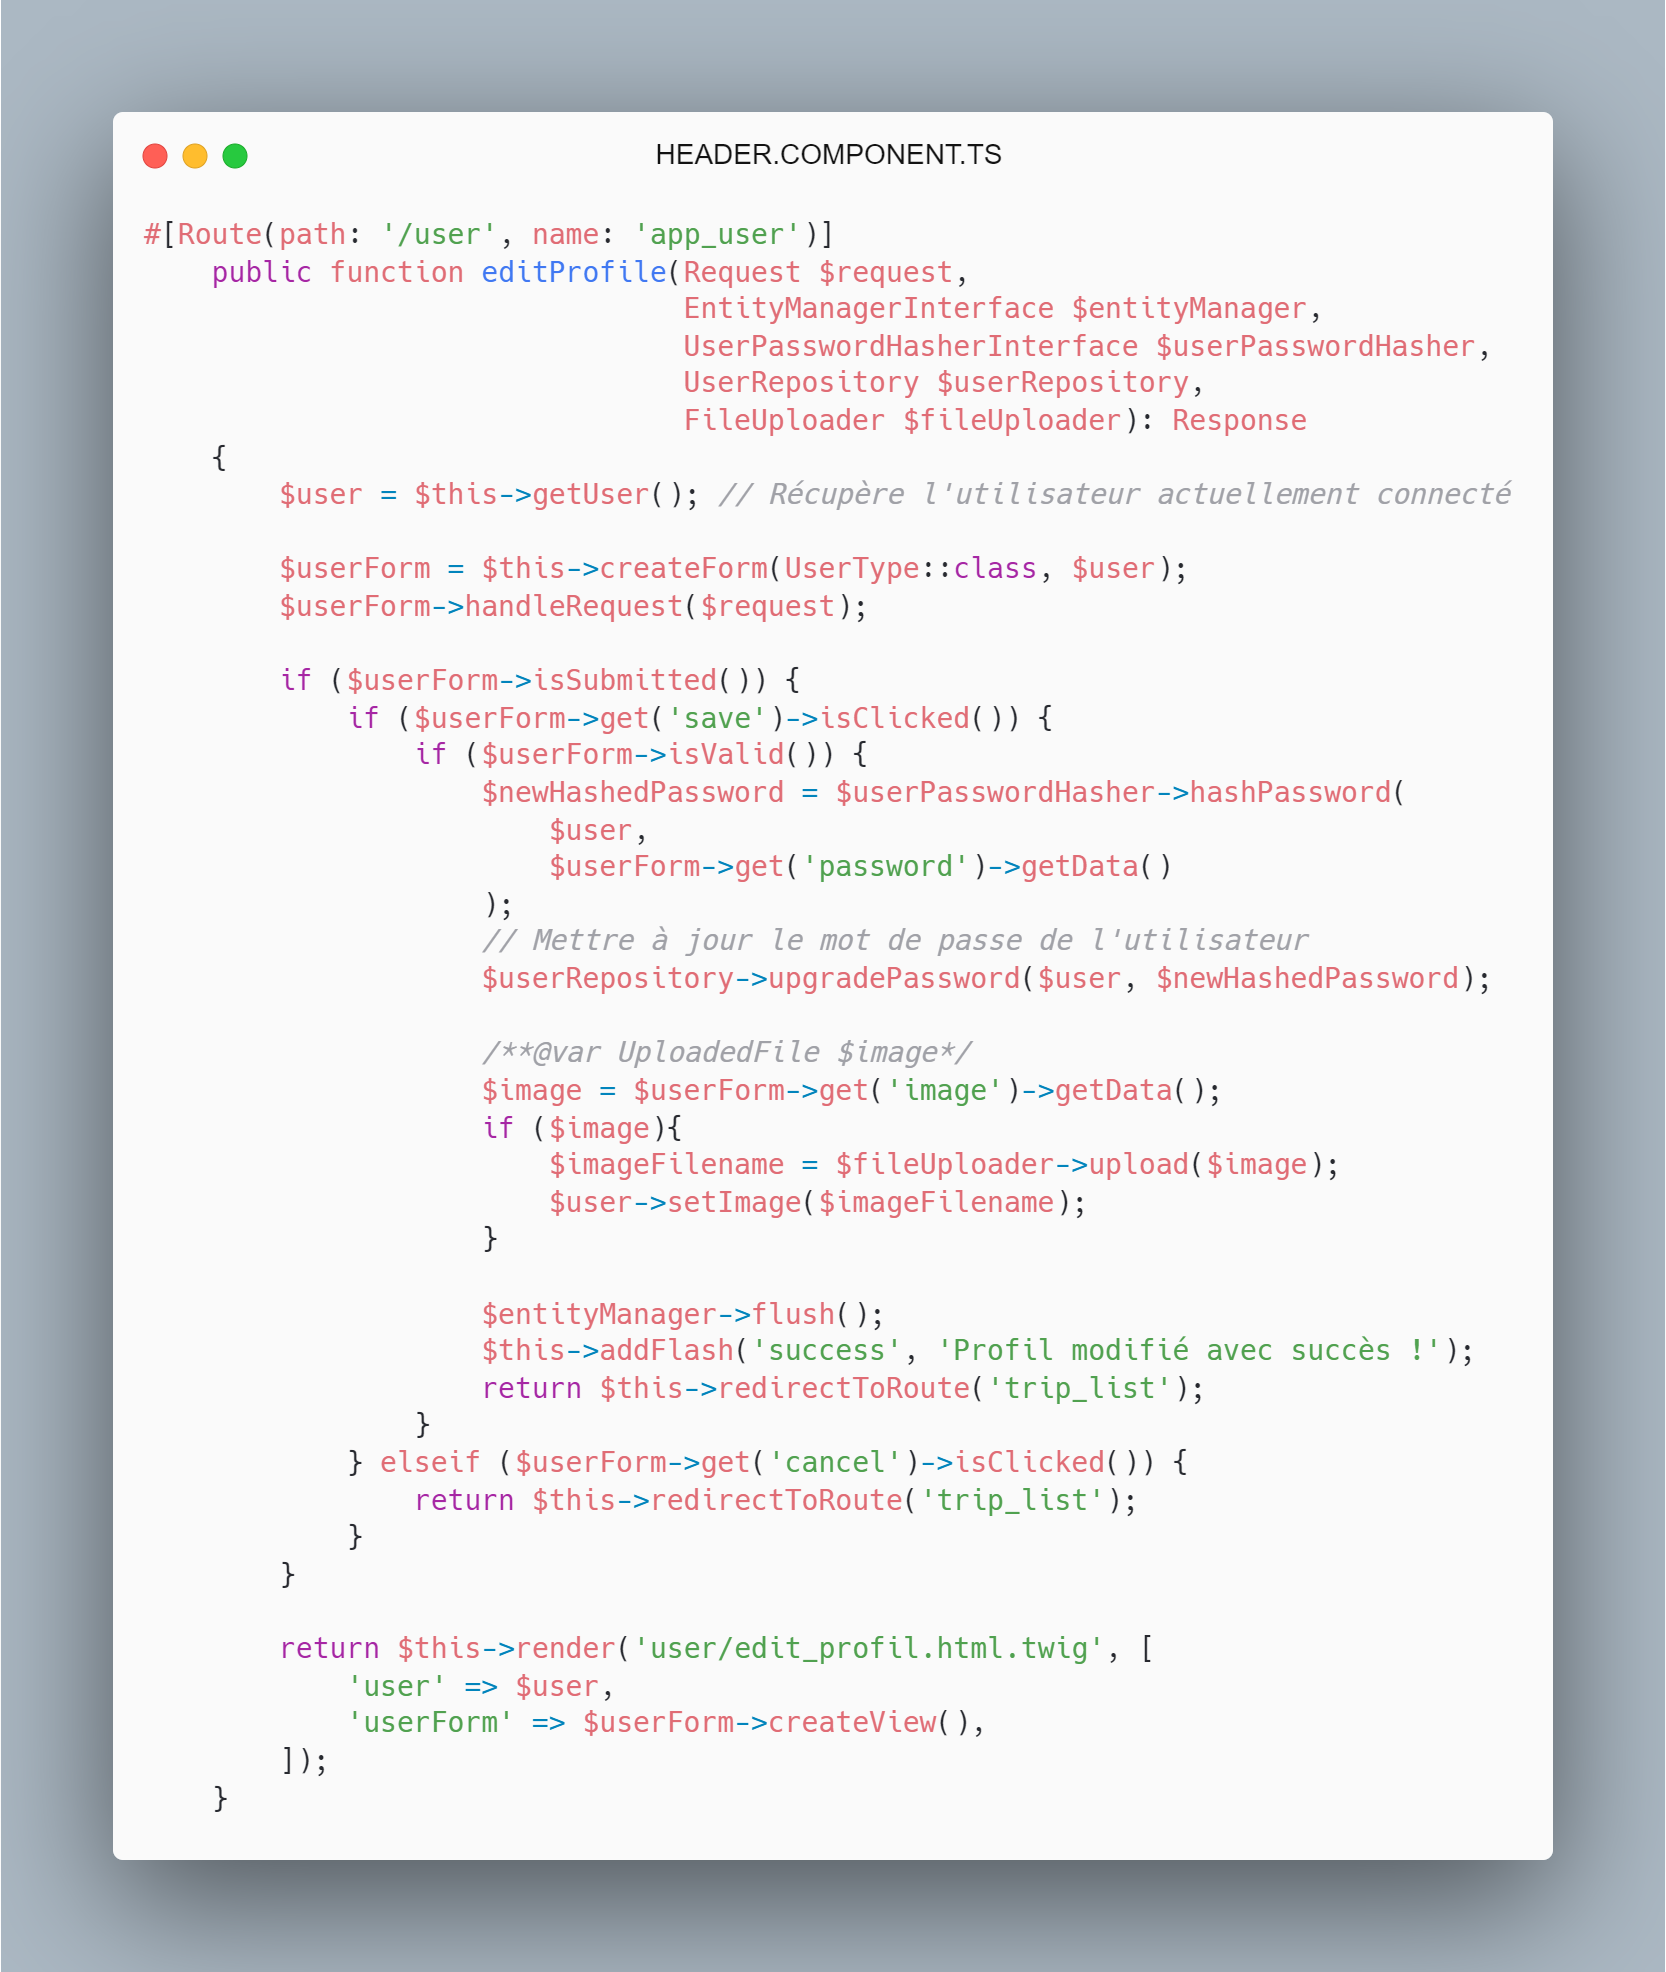 HEADER.COMPONENT.TS
#[Route(path: '/user', name: 'app_user')]
    public function editProfile(Request $request,
                                EntityManagerInterface $entityManager,
                                UserPasswordHasherInterface $userPasswordHasher,
                                UserRepository $userRepository,
                                FileUploader $fileUploader): Response
    {
        $user = $this->getUser(); // Récupère l'utilisateur actuellement connecté

        $userForm = $this->createForm(UserType::class, $user);
        $userForm->handleRequest($request);

        if ($userForm->isSubmitted()) {
            if ($userForm->get('save')->isClicked()) {
                if ($userForm->isValid()) {
                    $newHashedPassword = $userPasswordHasher->hashPassword(
                        $user,
                        $userForm->get('password')->getData()
                    );
                    // Mettre à jour le mot de passe de l'utilisateur
                    $userRepository->upgradePassword($user, $newHashedPassword);

                    /**@var UploadedFile $image*/
                    $image = $userForm->get('image')->getData();
                    if ($image){
                        $imageFilename = $fileUploader->upload($image);
                        $user->setImage($imageFilename);
                    }

                    $entityManager->flush();
                    $this->addFlash('success', 'Profil modifié avec succès !');
                    return $this->redirectToRoute('trip_list');
                }
            } elseif ($userForm->get('cancel')->isClicked()) {
                return $this->redirectToRoute('trip_list');
            }
        }

        return $this->render('user/edit_profil.html.twig', [
            'user' => $user,
            'userForm' => $userForm->createView(),
        ]);
    }